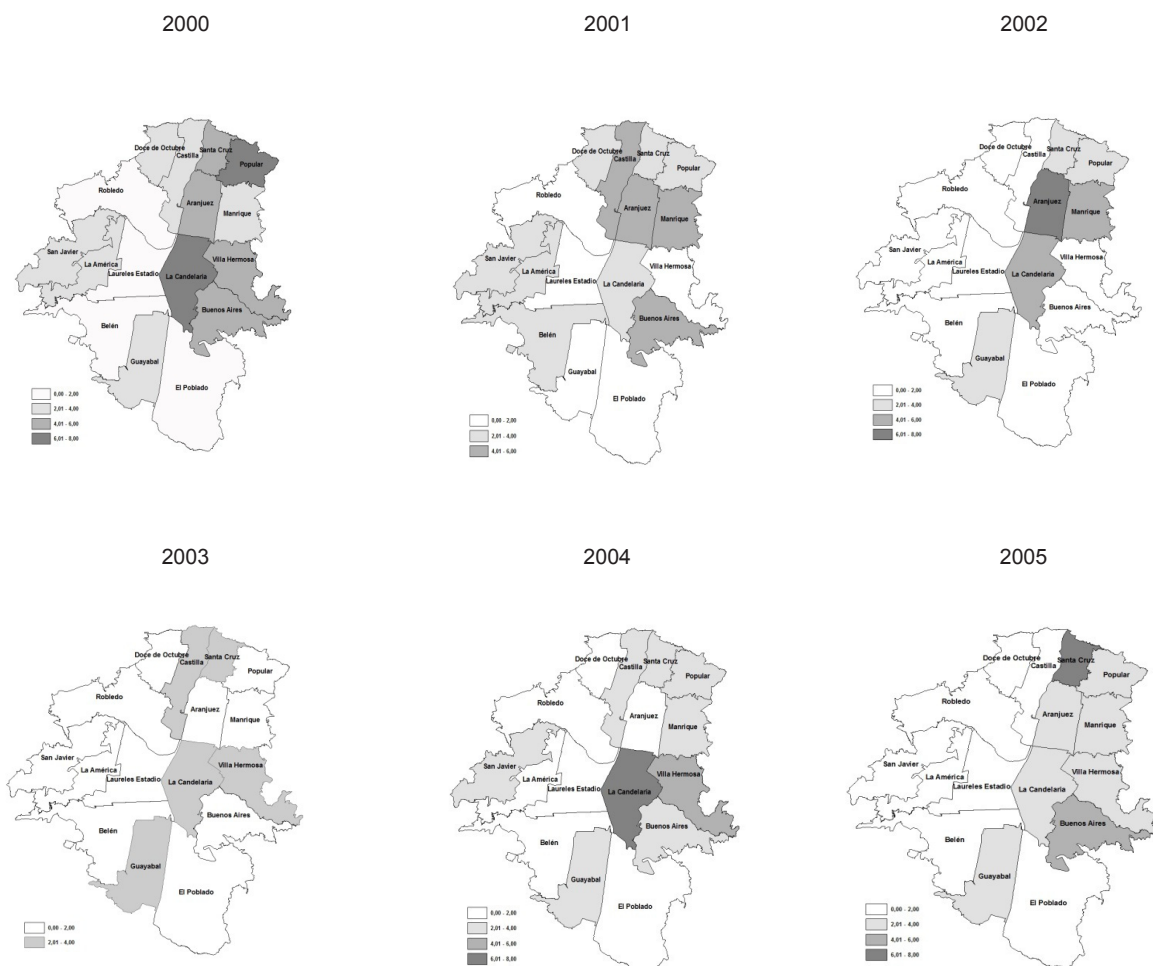 2000
2001
2002
Doce de Octubre
Castilla
Santa Cruz
Popular
Robledo
Aranjuez
Manrique
San Javier
La América
Laureles Estadio
La Candelaria
Villa Hermosa
Buenos Aires
Belén
Guayabal
El Poblado
0,00 - 2,00
2,01 - 4,00
4,01 - 6,00
6,01 - 8,00
Doce de Octubre
Castilla
Santa Cruz
Popular
Robledo
Aranjuez
Manrique
San Javier
La América
Laureles Estadio
La Candelaria
Villa Hermosa
Buenos Aires
Belén
Guayabal
El Poblado
0,00 - 2,00
2,01 - 4,00
4,01 - 6,00
Doce de Octubre
Castilla
Santa Cruz
Popular
Robledo
Aranjuez
Manrique
San Javier
La América
Laureles Estadio
La Candelaria
Villa Hermosa
Buenos Aires
Belén
Guayabal
El Poblado
0,00 - 2,00
2,01 - 4,00
4,01 - 6,00
6,01 - 8,00
2003
2004
2005
Doce de Octubre
Castilla
Santa Cruz
Popular
Robledo
Aranjuez
Manrique
San Javier
La América
Laureles Estadio
La Candelaria
Villa Hermosa
Buenos Aires
Belén
Guayabal
El Poblado
0,00 - 2,00
2,01 - 4,00
Doce de Octubre
Castilla
Santa Cruz
Popular
Robledo
Aranjuez
Manrique
San Javier
La América
Laureles Estadio
La Candelaria
Villa Hermosa
Buenos Aires
Belén
Guayabal
El Poblado
0,00 - 2,00
2,01 - 4,00
4,01 - 6,00
6,01 - 8,00
Doce de Octubre
Castilla
Santa Cruz
Popular
Robledo
Aranjuez
Manrique
San Javier
La América
Laureles Estadio
La Candelaria
Villa Hermosa
Buenos Aires
Belén
Guayabal
El Poblado
0,00 - 2,00
2,01 - 4,00
4,01 - 6,00
6,01 - 8,00